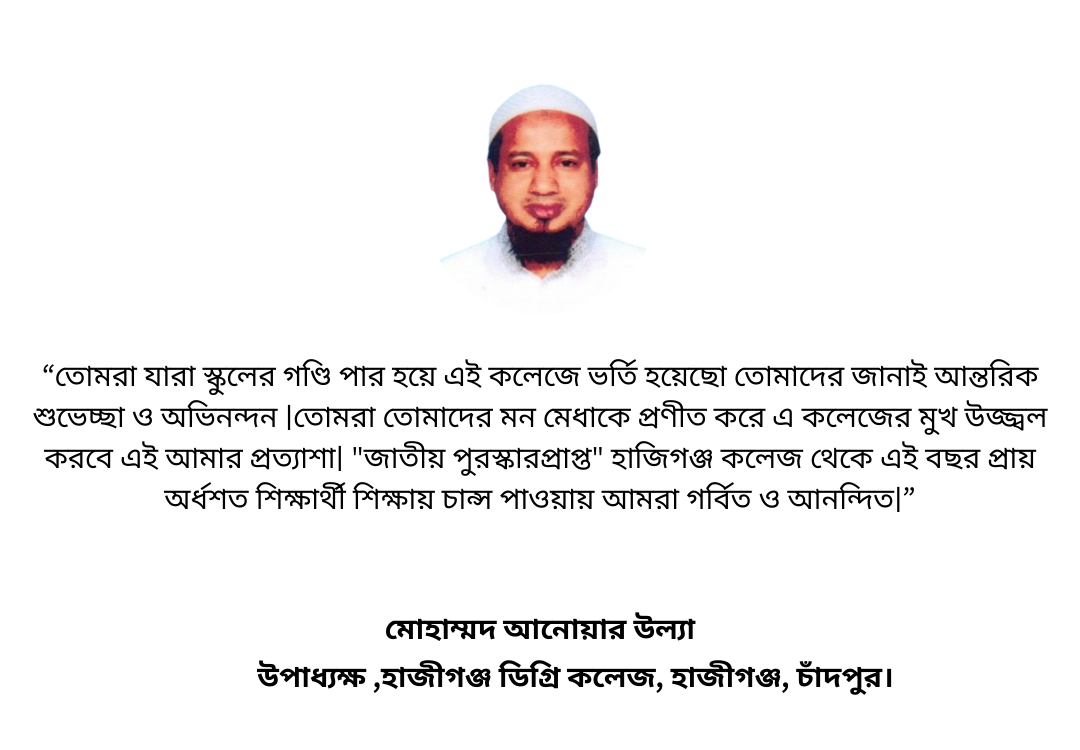 “তোমরা যারা স্কুলের গণ্ডি পার হয়ে এই কলেজে ভর্তি হয়েছো তোমাদের জানাই আন্তরিক
শুভেচ্ছা ও অভিনন্দন |তোমরা তোমাদের মন মেধাকে প্রণীত করে এ কলেজের মুখ উজ্জ্বল
করবে এই আমার প্রত্যাশা| "জাতীয় পুরস্কারপ্রাপ্ত" হাজিগঞ্জ কলেজ থেকে এই বছর প্রায়
অর্ধশত শিক্ষার্থী শিক্ষায় চান্স পাওয়ায় আমরা গর্বিত ও আনন্দিত|”
মোহাম্মদ আনোয়ার উল্যা
উপাধ্যক্ষ ,হাজীগঞ্জ ডিগ্রি কলেজ, হাজীগঞ্জ, চাঁদপুর।